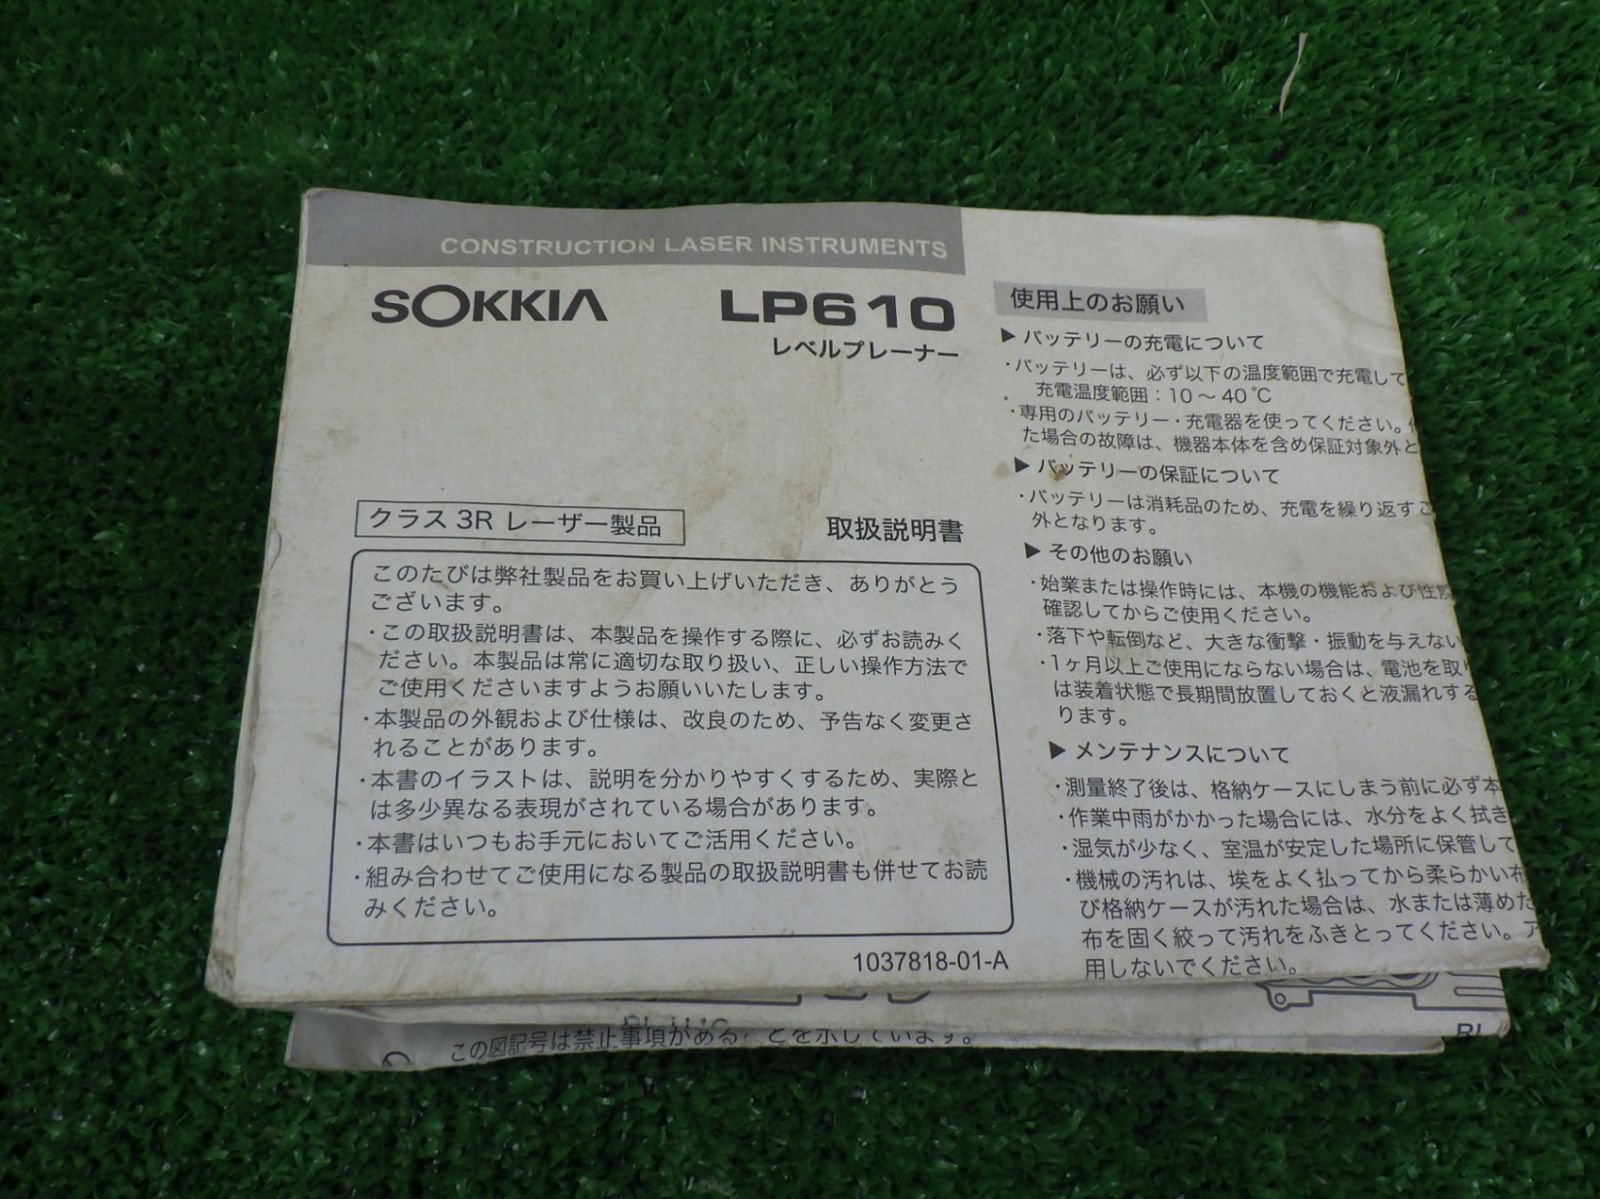 CONSTRUCTION LASER INSTRUMENTS
SOKKIA
LP610
レベルプレーナー
クラス 3R レーザー製品
取扱説明書
このたびは弊社製品をお買い上げいただき、ありがとう
ございます。
・この取扱説明書は、本製品を操作する際に、必ずお読みく
ださい。本製品は常に適切な取り扱い、正しい操作方法で
ご使用くださいますようお願いいたします。
・本製品の外観および仕様は、改良のため、予告なく変更さ
れることがあります。
・本書のイラストは、説明を分かりやすくするため、実際と
は多少異なる表現がされている場合があります。
・本書はいつもお手元においてご活用ください。
・組み合わせてご使用になる製品の取扱説明書も併せてお読
みください。
1037818-01-A
使用上のお願い
▶ バッテリーの充電について
・バッテリーは、必ず以下の温度範囲で充電して
充電温度範囲：10～40℃
・専用のバッテリー・充電器を使ってください。
た場合の故障は、機器本体を含め保証対象外と
▶ バッテリーの保証について
・バッテリーは消耗品のため、充電を繰り返すこ
外となります。
▶ その他のお願い
・始業または操作時には、本機の機能および性
確認してからご使用ください。
・落下や転倒など、大きな衝撃・振動を与えない
・1ヶ月以上ご使用にならない場合は、電池を取り
は装着状態で長期間放置しておくと液漏れする
ります。
▶ メンテナンスについて
・測量終了後は、格納ケースにしまう前に必ず本
・作業中雨がかかった場合には、水分をよく拭き
・湿気が少なく、室温が安定した場所に保管して
・機械の汚れは、埃をよく払ってから柔らかい布
び格納ケースが汚れた場合は、水または薄めた
布を固く絞って汚れをふきとってください。ア
用しないでください。
この図記号は禁止事項がある ことを示しています。